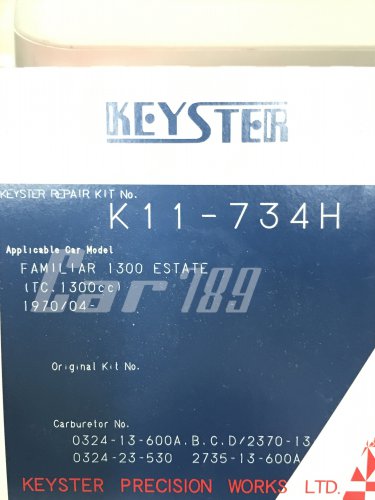 KEYSTER
KEYSTER REPAIR KIT No.
K11-734H
Applicable Car Model
FAMILIAR 1300 ESTATE
(TC.1300cc)
1970/04-
Car789
Original Kit No.
Carburetor No.
0324-13-600A.B.C.D/2370-13
0324-23-530 2735-13-600A
KEYSTER PRECISION WORKS LTD.